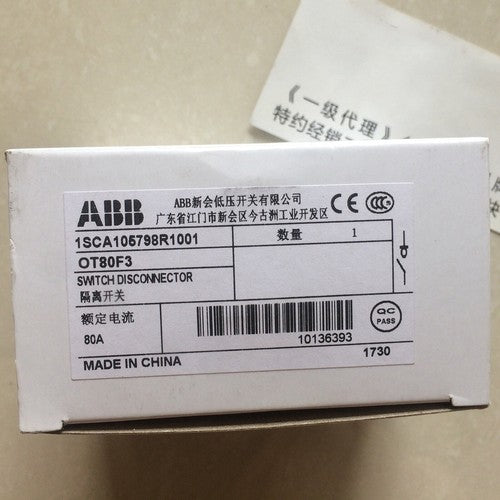 《一级代理》
特约经销
ABB
ABB新会低压开关有限公司
广东省江门市新会区今古洲工业开发区
CE
CCC
1SCA105798R1001
数量 1
OT80F3
SWITCH DISCONNECTOR
隔离开关
额定电流
80A
10136393
QC
PASS
MADE IN CHINA
1730